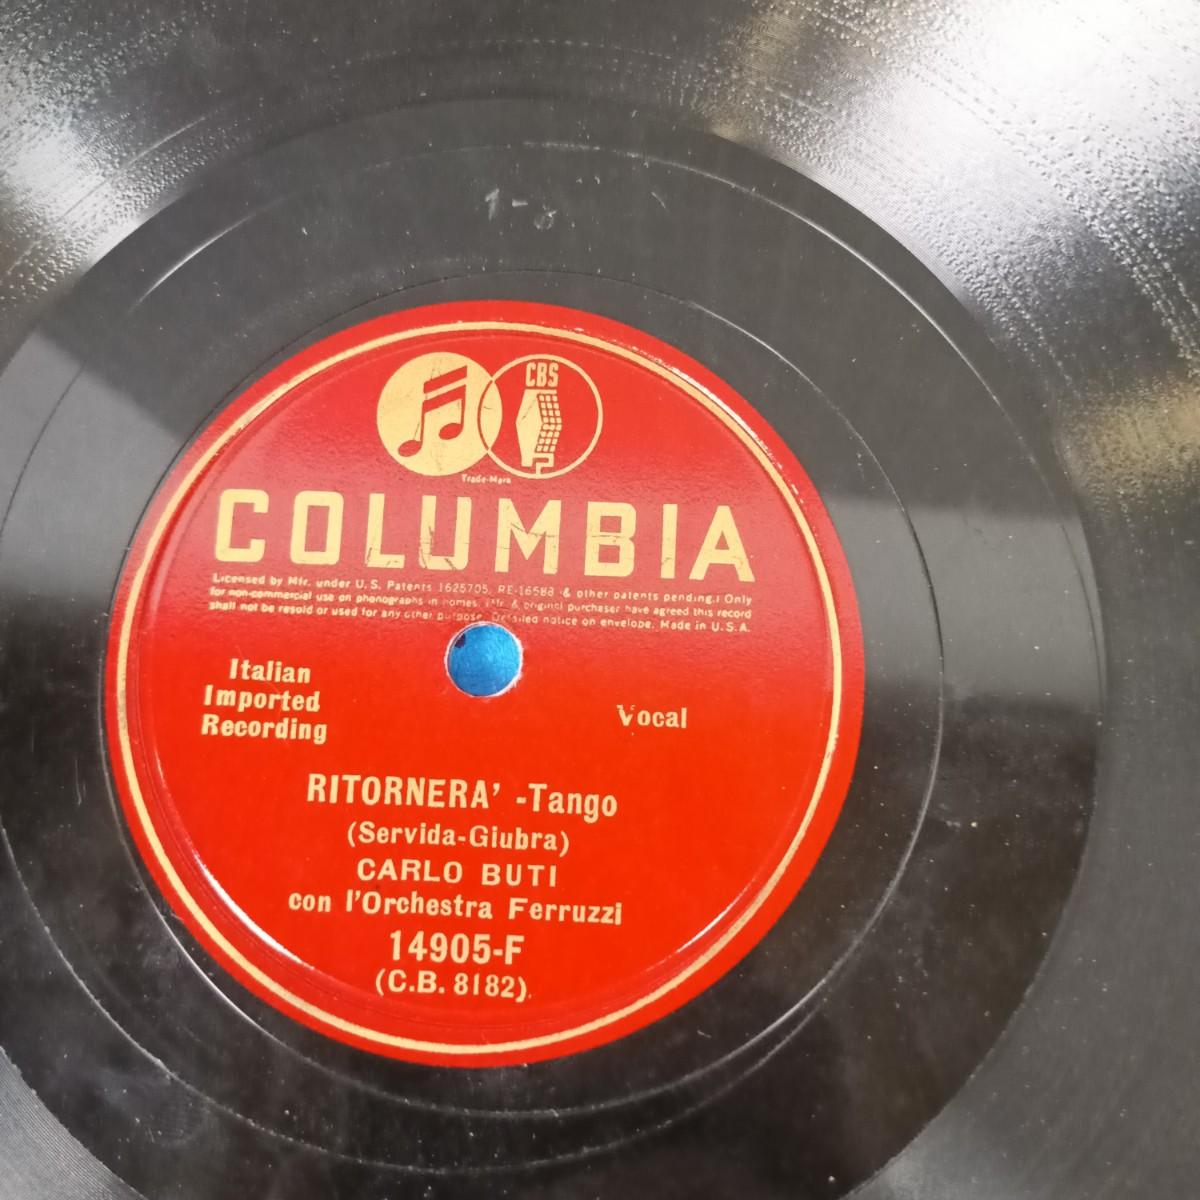 1-
CBS
Trade-Mark
COLUMBIA
Licensed by Mfr. under U.S. Patents 1625705, RE-16588 & other patents pending.) Only
for non-commercial use on phonographs in homes. Mfr. & original purchaser have agreed this record
shall not be resold or used for any other purpose. Detailed notice on envelope. Made in U.S.A.
Italian
Imported
Recording
Vocal
RITORNERA' -Tango
(Servida-Giubra)
CARLO BUTI
con l'Orchestra Ferruzzi
14905-F
(C.B. 8182)